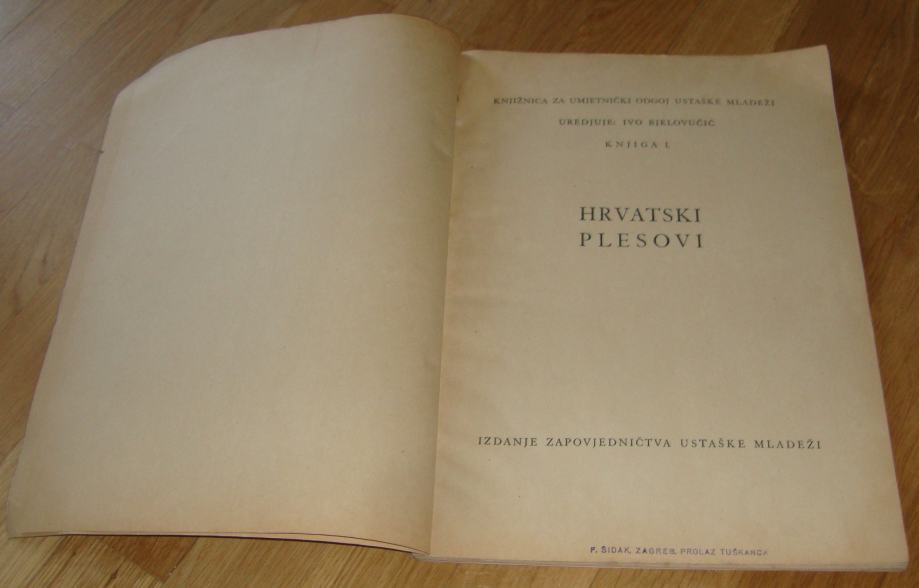 KNJIŽNICA ZA UMJETNIČKI ODGOJ USTAŠKE MLADEŽI
UREDJUJE: IVO BJELOVUČIĆ
KNJIGA I.
HRVATSKI
PLESOVI
IZDANJE ZAPOVJEDNIČTVA USTAŠKE MLADEŽI
F. ŠIDAK, ZAGREB, PROLAZ TUŠKANCA